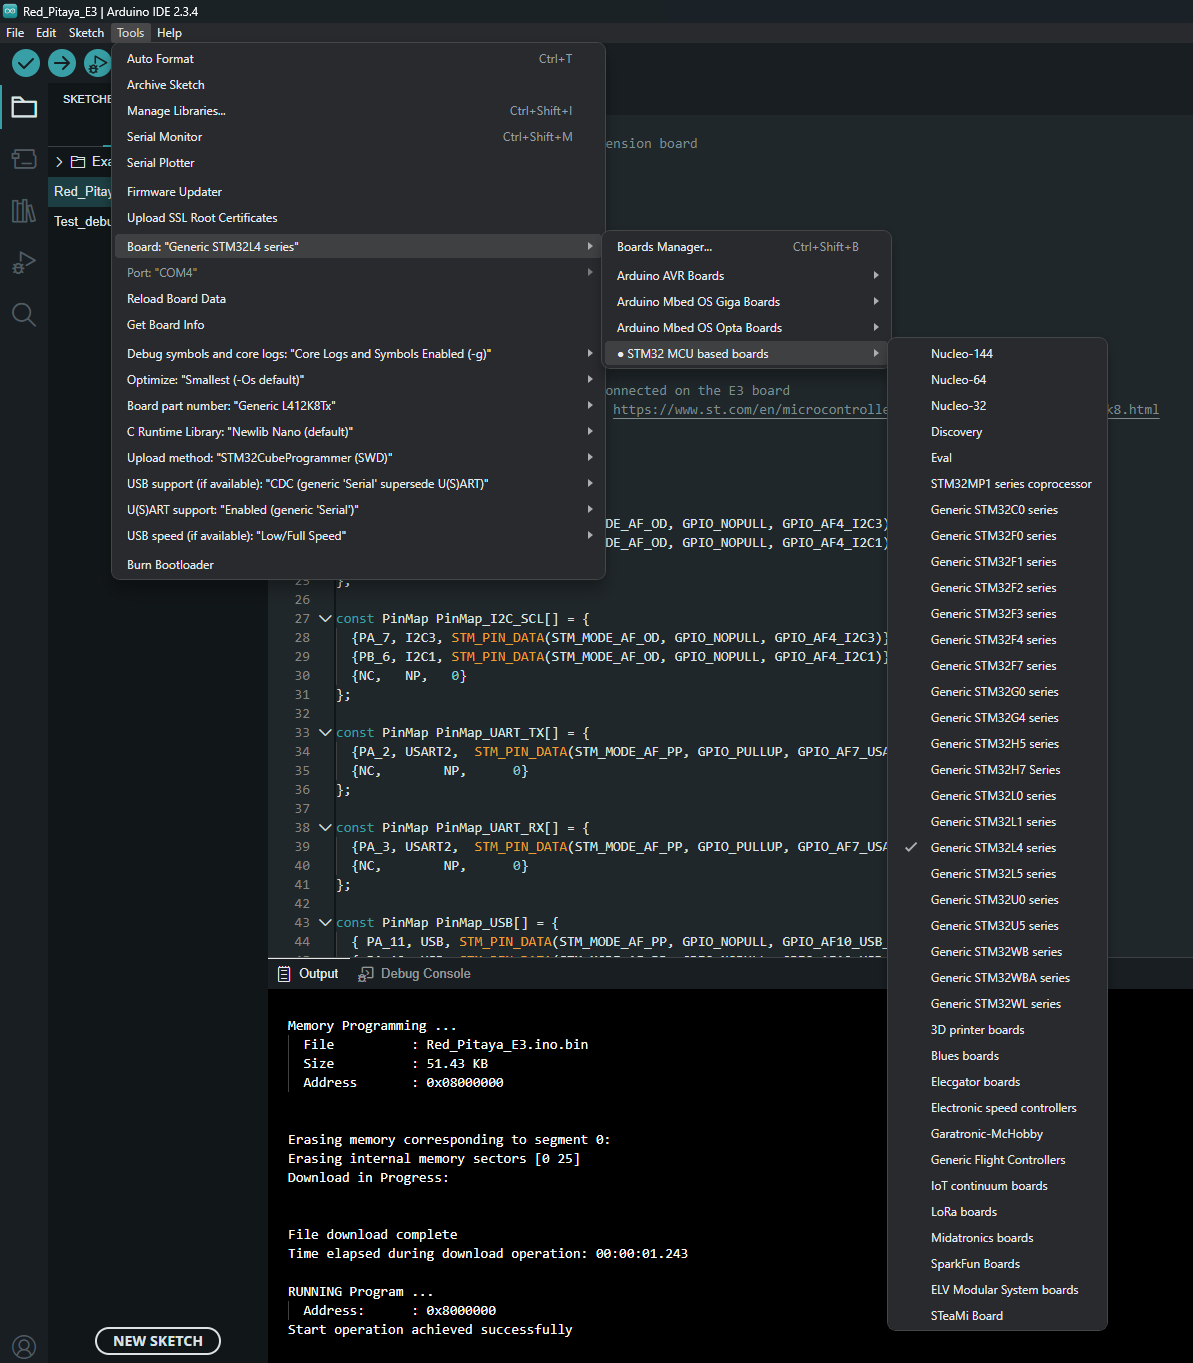 Red_Pitaya_E3 | Arduino IDE 2.3.4
File Edit Sketch Tools Help
SKETCHE
Exa
Red_Pitay
Test_debu
Auto Format Ctrl+T
Archive Sketch
Manage Libraries... Ctrl+Shift+I
Serial Monitor Ctrl+Shift+M
Serial Plotter
Firmware Updater
Upload SSL Root Certificates
Board: "Generic STM32L4 series"
Port: "COM4"
Reload Board Data
Get Board Info
Debug symbols and core logs: "Core Logs and Symbols Enabled (-g)"
Optimize: "Smallest (-Os default)"
Board part number: "Generic L412K8Tx"
C Runtime Library: "Newlib Nano (default)"
Upload method: "STM32CubeProgrammer (SWD)"
USB support (if available): "CDC (generic 'Serial' supersede U(S)ART)"
U(S)ART support: "Enabled (generic 'Serial')"
USB speed (if available): "Low/Full Speed"
Burn Bootloader
Boards Manager... Ctrl+Shift+B
Arduino AVR Boards
Arduino Mbed OS Giga Boards
Arduino Mbed OS Opta Boards
● STM32 MCU based boards
Nucleo-144
Nucleo-64
Nucleo-32
Discovery
Eval
STM32MP1 series coprocessor
Generic STM32C0 series
Generic STM32F0 series
Generic STM32F1 series
Generic STM32F2 series
Generic STM32F3 series
Generic STM32F4 series
Generic STM32F7 series
Generic STM32G0 series
Generic STM32G4 series
Generic STM32H5 series
Generic STM32H7 Series
Generic STM32L0 series
Generic STM32L1 series
Generic STM32L4 series
Generic STM32L5 series
Generic STM32U0 series
Generic STM32U5 series
Generic STM32WB series
Generic STM32WBA series
Generic STM32WL series
3D printer boards
Blues boards
Elecgator boards
Electronic speed controllers
Garatronic-McHobby
Generic Flight Controllers
IoT continuum boards
LoRa boards
Midatronics boards
SparkFun Boards
ELV Modular System boards
STeaMi Board
ension board
onnected on the E3 board
https://www.st.com/en/microcontrolle k8.html
DE_AF_OD, GPIO_NOPULL, GPIO_AF4_I2C3)
DE_AF_OD, GPIO_NOPULL, GPIO_AF4_I2C1)
25 };
26
27 const PinMap PinMap_I2C_SCL[] = {
28 {PA_7, I2C3, STM_PIN_DATA(STM_MODE_AF_OD, GPIO_NOPULL, GPIO_AF4_I2C3)}
29 {PB_6, I2C1, STM_PIN_DATA(STM_MODE_AF_OD, GPIO_NOPULL, GPIO_AF4_I2C1)}
30 {NC, NP, 0}
31 };
32
33 const PinMap PinMap_UART_TX[] = {
34 {PA_2, USART2, STM_PIN_DATA(STM_MODE_AF_PP, GPIO_PULLUP, GPIO_AF7_USA
35 {NC, NP, 0}
36 };
37
38 const PinMap PinMap_UART_RX[] = {
39 {PA_3, USART2, STM_PIN_DATA(STM_MODE_AF_PP, GPIO_PULLUP, GPIO_AF7_USA
40 {NC, NP, 0}
41 };
42
43 const PinMap PinMap_USB[] = {
44 { PA_11, USB, STM_PIN_DATA(STM_MODE_AF_PP, GPIO_NOPULL, GPIO_AF10_USB_
Output Debug Console
Memory Programming ...
File : Red_Pitaya_E3.ino.bin
Size : 51.43 KB
Address : 0x08000000
Erasing memory corresponding to segment 0:
Erasing internal memory sectors [0 25]
Download in Progress:
File download complete
Time elapsed during download operation: 00:00:01.243
RUNNING Program ...
Address: : 0x8000000
Start operation achieved successfully
NEW SKETCH